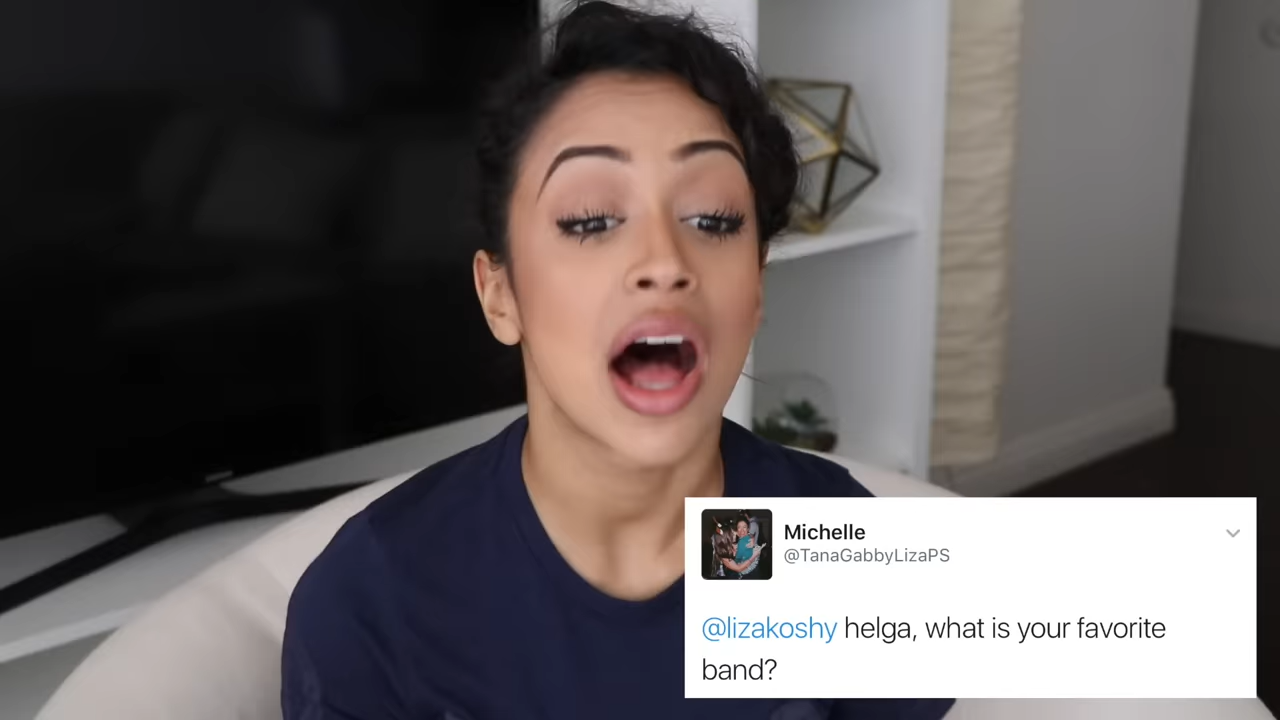 Michelle
@TanaGabbyLizaPS
@lizakoshy helga, what is your favorite
band?